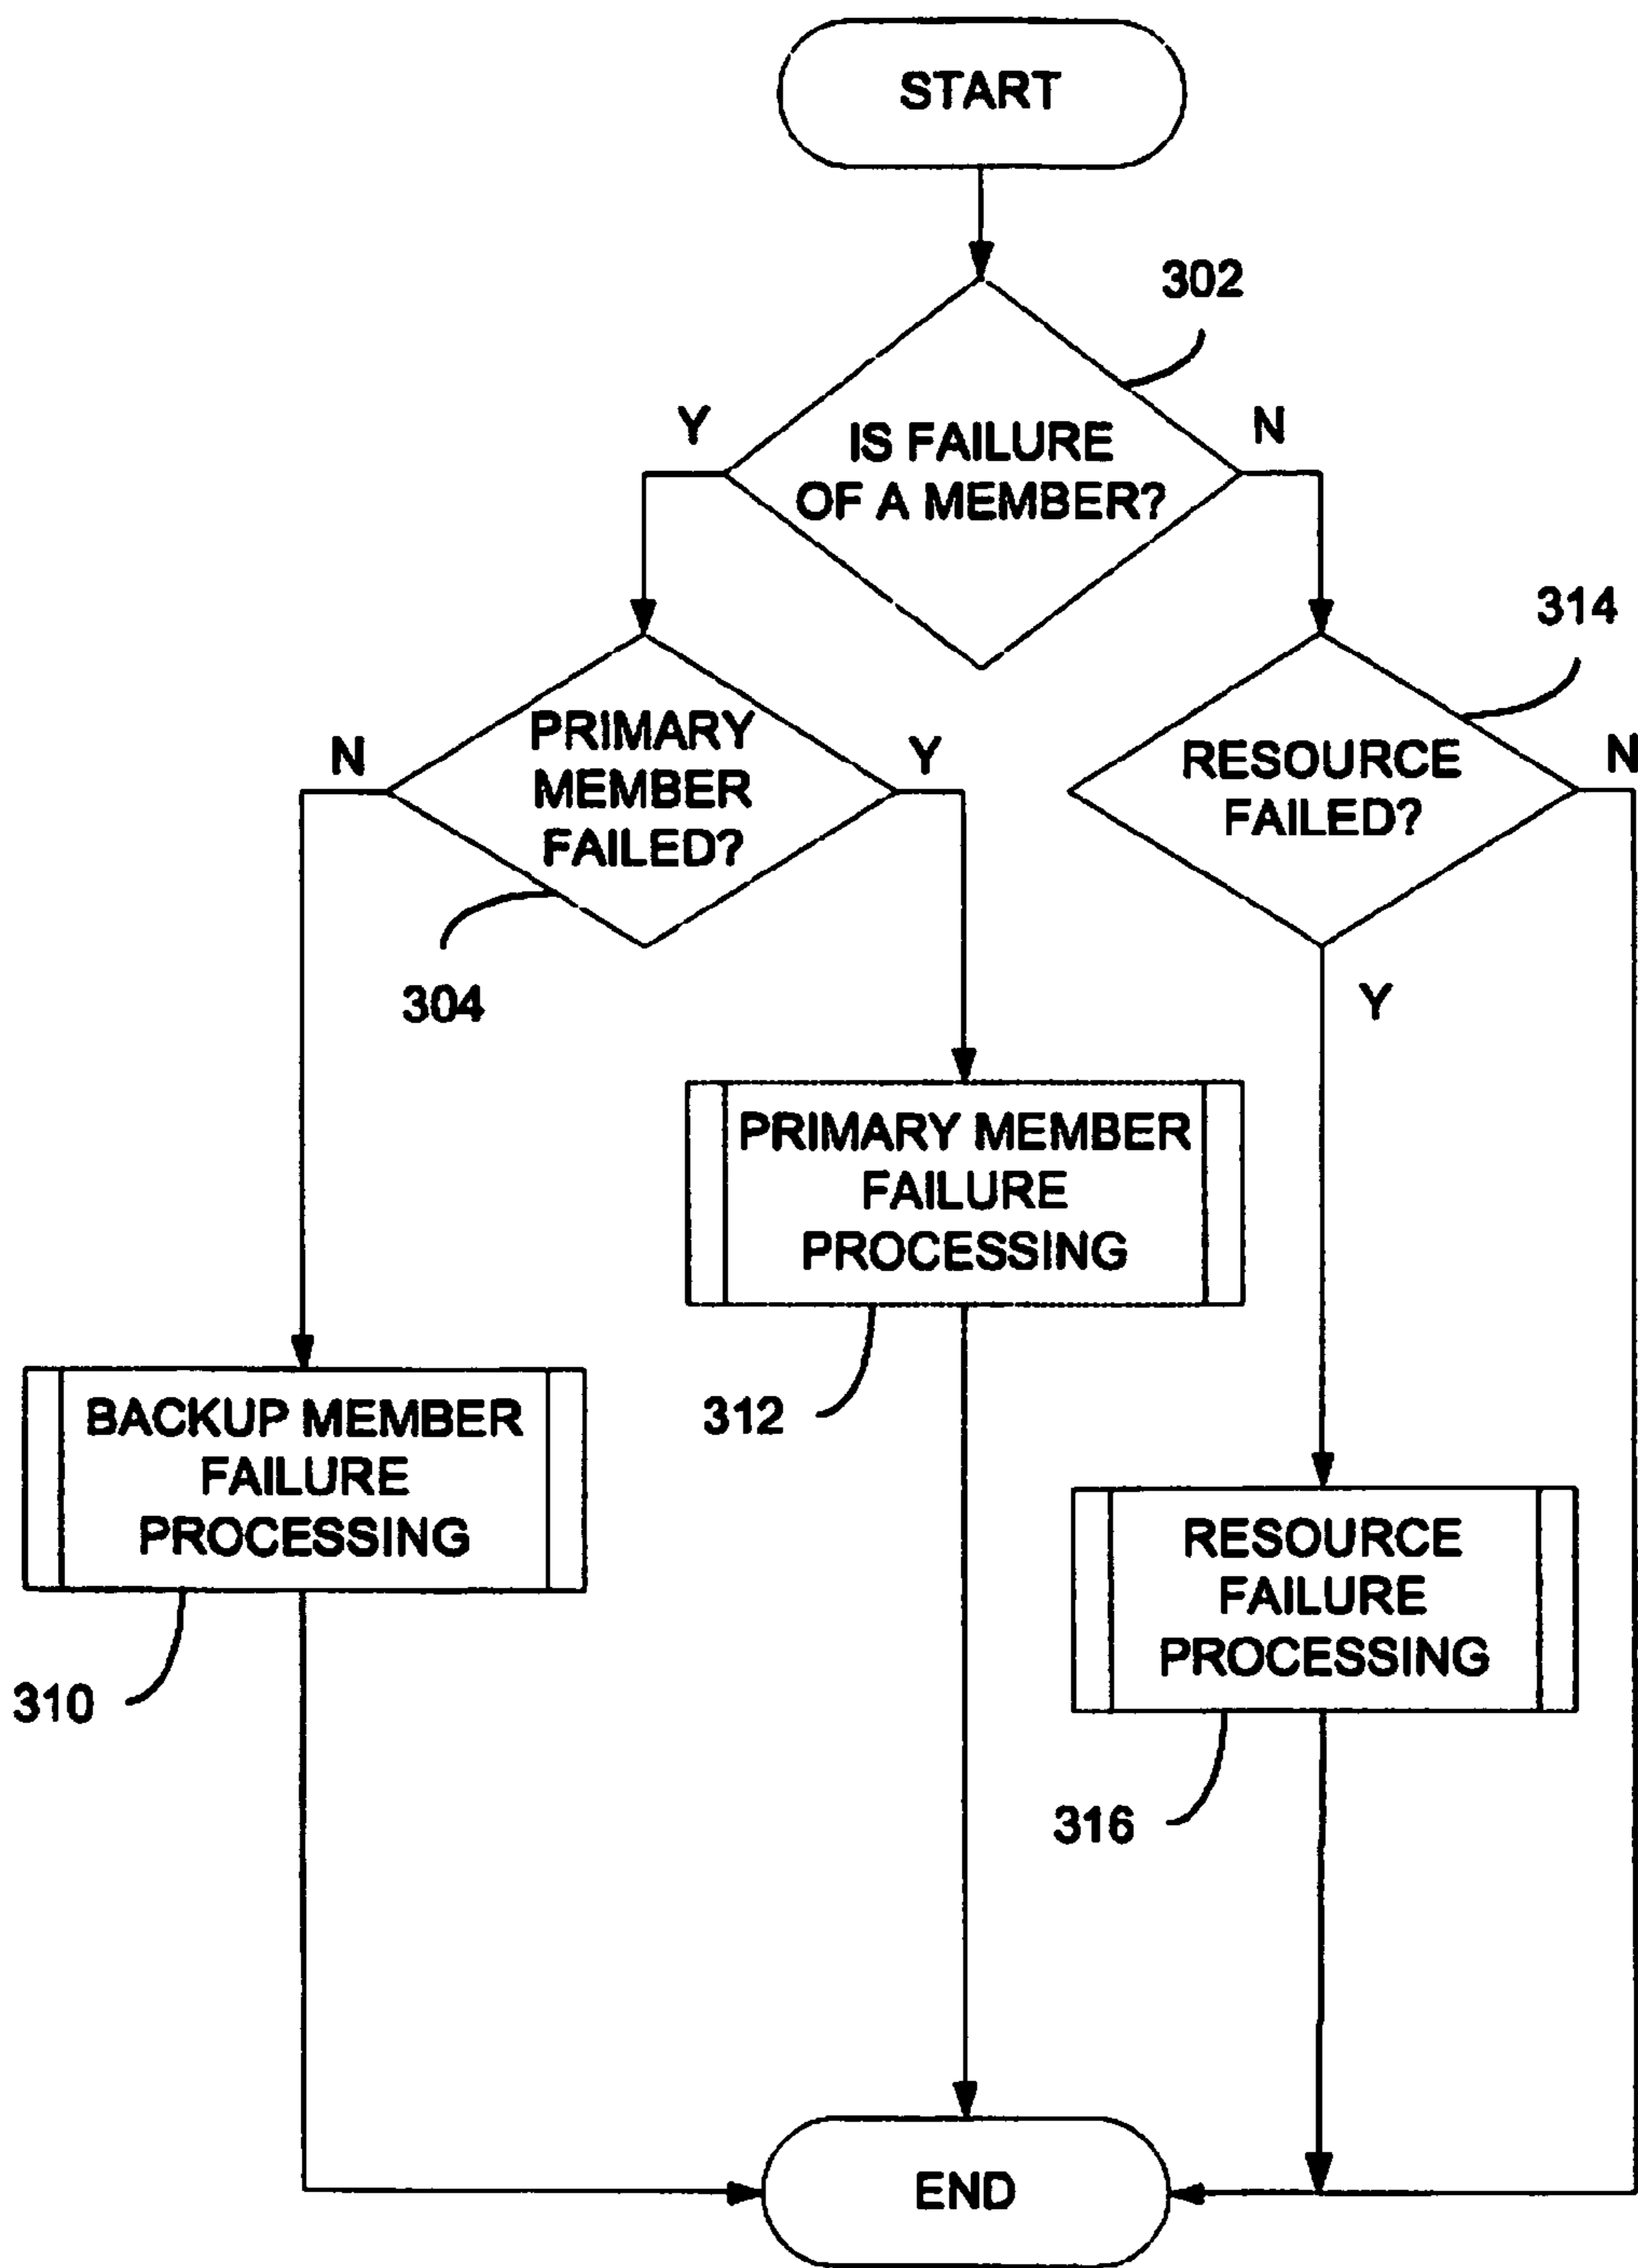 START
302
Y
N
IS FAILURE
OF A MEMBER?
314
N
PRIMARY
MEMBER
FAILED?
Y
RESOURCE
FAILED?
N
304
Y
PRIMARY MEMBER
FAILURE
PROCESSING
312
BACKUP MEMBER
FAILURE
PROCESSING
310
RESOURCE
FAILURE
PROCESSING
316
END